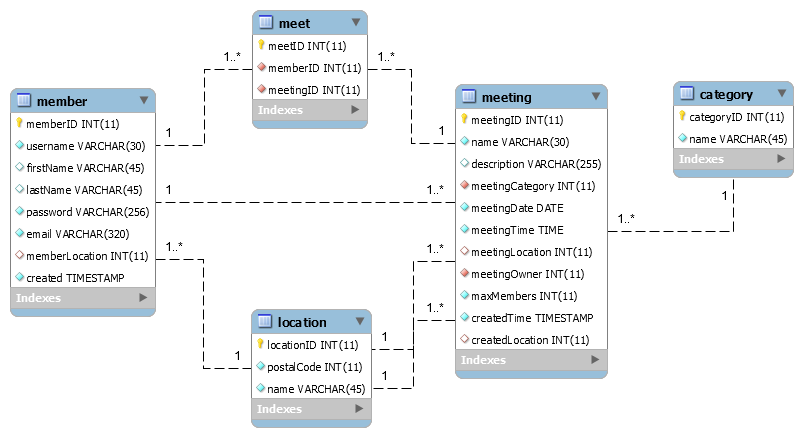 meet
meetID INT(11)
memberID INT(11)
meetingID INT(11)
Indexes
1..*
1..*
member
memberID INT(11)
username VARCHAR(30)
firstName VARCHAR(45)
lastName VARCHAR(45)
password VARCHAR(256)
email VARCHAR(320)
memberLocation INT(11)
created TIMESTAMP
Indexes
1
1
1..*
meeting
meetingID INT(11)
name VARCHAR(30)
description VARCHAR(255)
meetingCategory INT(11)
meetingDate DATE
meetingTime TIME
meetingLocation INT(11)
meetingOwner INT(11)
maxMembers INT(11)
createdTime TIMESTAMP
createdLocation INT(11)
Indexes
1
1..*
1..*
1..*
1..*
category
categoryID INT(11)
name VARCHAR(45)
Indexes
1
location
locationID INT(11)
postalCode INT(11)
name VARCHAR(45)
Indexes
1
1
1